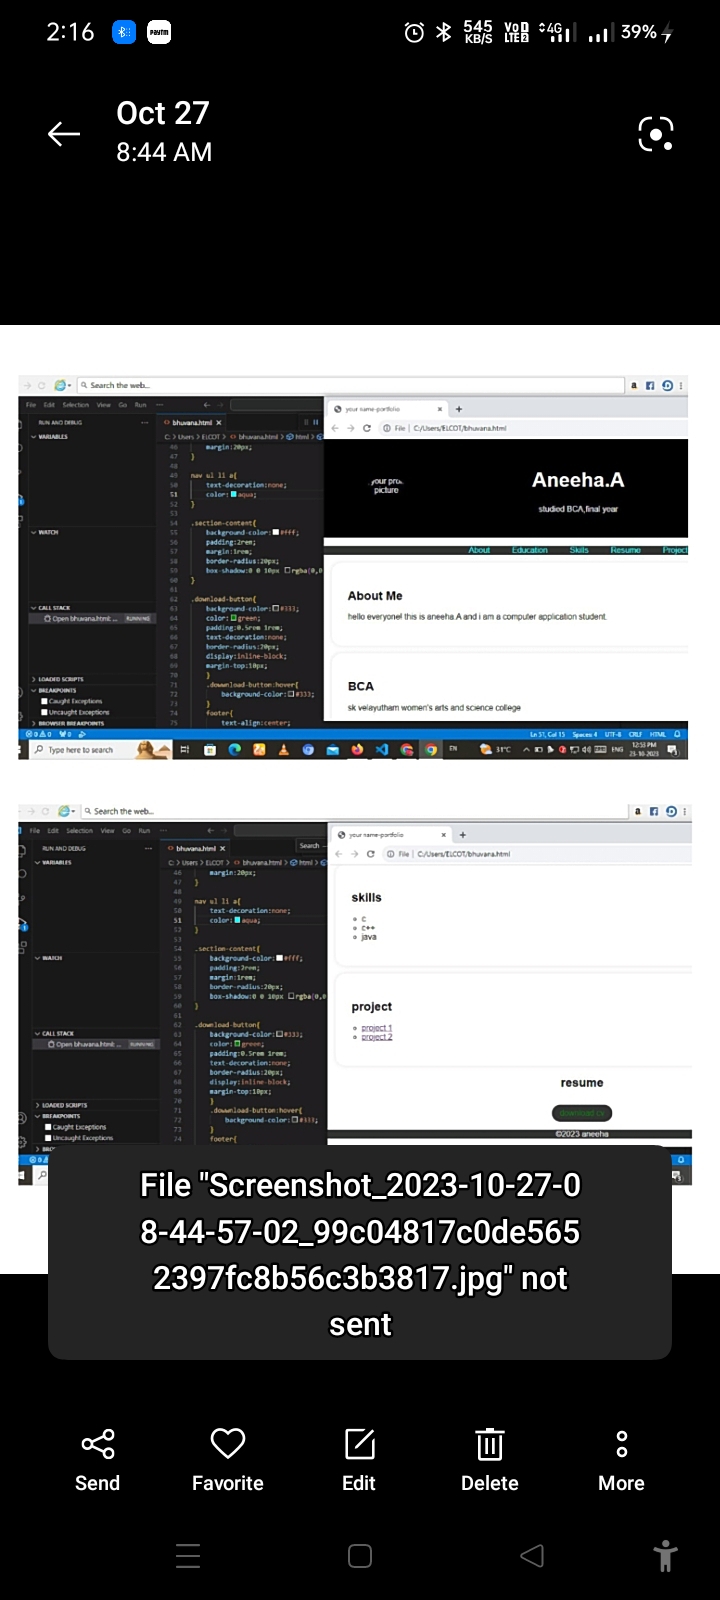 2:16
paytm
545 KB/S
VoD LTE2
4G
39%
Oct 27
8:44 AM
Search the web...
File Edit Selection View Go Run ...
RUN AND DEBUG ...
VARIABLES
WATCH
CALL STACK
Open bhuvana.html: ... RUNNING
LOADED SCRIPTS
BREAKPOINTS
Caught Exceptions
Uncaught Exceptions
BROWSER BREAKPOINTS
bhuvana.html
C: > Users > ELCOT > bhuvana.html > html >
46 margin:20px;
47 }
48
49 nav ul li a{
50 text-decoration:none;
51 color: aqua;
52 }
53
54 .section-content{
55 background-color: #fff;
56 padding:2rem;
57 margin:1rem;
58 border-radius:20px;
59 box-shadow:0 0 10px rgba(0,0
60 }
61
62 .download-button{
63 background-color: #333;
64 color: green;
65 padding:0.5rem 1rem;
66 text-decoration:none;
67 border-radius:20px;
68 display:inline-block;
69 margin-top:10px;
70 }
71 .download-button:hover{
72 background-color: #333;
73 }
74 footer{
75 text-align:center;
your name-portfolio
File | C:/Users/ELCOT/bhuvana.html
picture
Aneeha.A
studied BCA,final year
About Education Skills Resume Project
About Me
hello everyone! this is aneeha.A and i am a computer application student.
BCA
sk velayutham women's arts and science college
Ln 51, Col 15 Spaces: 4 UTF-8 CRLF HTML
Type here to search
EN
31°C
ENG
12:53 PM
23-10-2023
Search the web...
File Edit Selection View Go Run ...
RUN AND DEBUG ...
VARIABLES
WATCH
CALL STACK
Open bhuvana.html: ... RUNNING
LOADED SCRIPTS
BREAKPOINTS
Caught Exceptions
Uncaught Exceptions
bhuvana.html
Search
C: > Users > ELCOT > bhuvana.html > html >
46 margin:20px;
47 }
48
49 nav ul li a{
50 text-decoration:none;
51 color: aqua;
52 }
53
54 .section-content{
55 background-color: #fff;
56 padding:2rem;
57 margin:1rem;
58 border-radius:20px;
59 box-shadow:0 0 10px rgba(0,0
60 }
61
62 .download-button{
63 background-color: #333;
64 color: green;
65 padding:0.5rem 1rem;
66 text-decoration:none;
67 border-radius:20px;
68 display:inline-block;
69 margin-top:10px;
70 }
71 .download-button:hover{
72 background-color: #333;
73 }
74 footer{
your name-portfolio
File | C:/Users/ELCOT/bhuvana.html
skills
c
c++
java
project
project 1
project 2
resume
download cv
©2023 aneeha
File "Screenshot_2023-10-27-0
8-44-57-02_99c04817c0de565
2397fc8b56c3b3817.jpg" not
sent
Send
Favorite
Edit
Delete
More